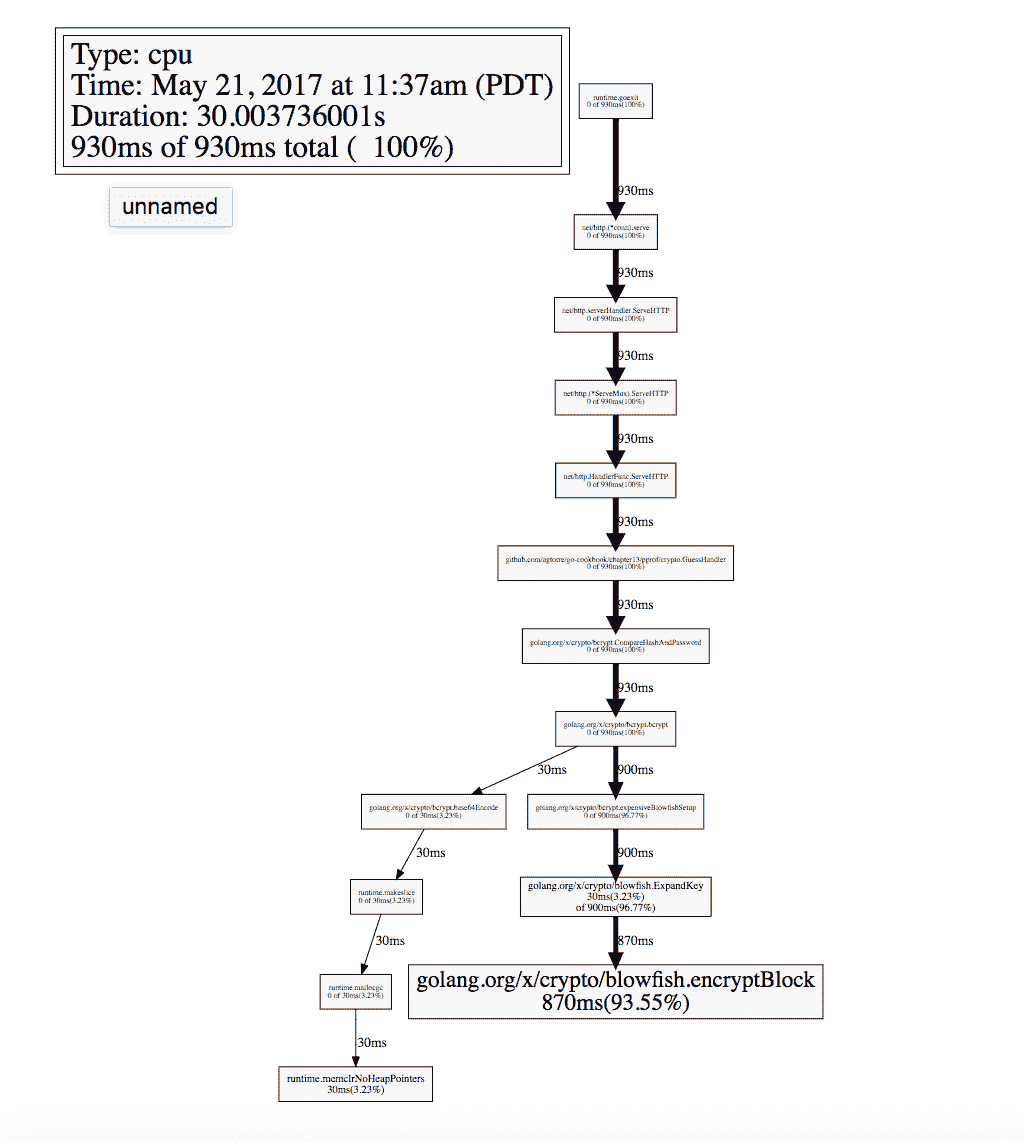 Type: cpu
Time: May 21, 2017 at 11:37am (PDT)
Duration: 30.003736001s
930ms of 930ms total ( 100%)
unnamed
runtime.goexit
0 of 930ms(100%)
930ms
net/http.(*conn).serve
0 of 930ms(100%)
930ms
net/http.serverHandler.ServeHTTP
0 of 930ms(100%)
930ms
net/http.(*ServeMux).ServeHTTP
0 of 930ms(100%)
930ms
net/http.HandlerFunc.ServeHTTP
0 of 930ms(100%)
930ms
github.com/agtorre/go-cookbook/chapter13/pprof/crypto.GuessHandler
0 of 930ms(100%)
930ms
golang.org/x/crypto/bcrypt.CompareHashAndPassword
0 of 930ms(100%)
930ms
golang.org/x/crypto/bcrypt.bcrypt
0 of 930ms(100%)
30ms
900ms
golang.org/x/crypto/bcrypt.base64Encode
0 of 30ms(3.23%)
golang.org/x/crypto/bcrypt.expensiveBlowfishSetup
0 of 900ms(96.77%)
30ms
900ms
runtime.makeslice
0 of 30ms(3.23%)
golang.org/x/crypto/blowfish.ExpandKey
30ms(3.23%)
of 900ms(96.77%)
30ms
870ms
runtime.mallocgc
0 of 30ms(3.23%)
golang.org/x/crypto/blowfish.encryptBlock
870ms(93.55%)
30ms
runtime.memclrNoHeapPointers
30ms(3.23%)